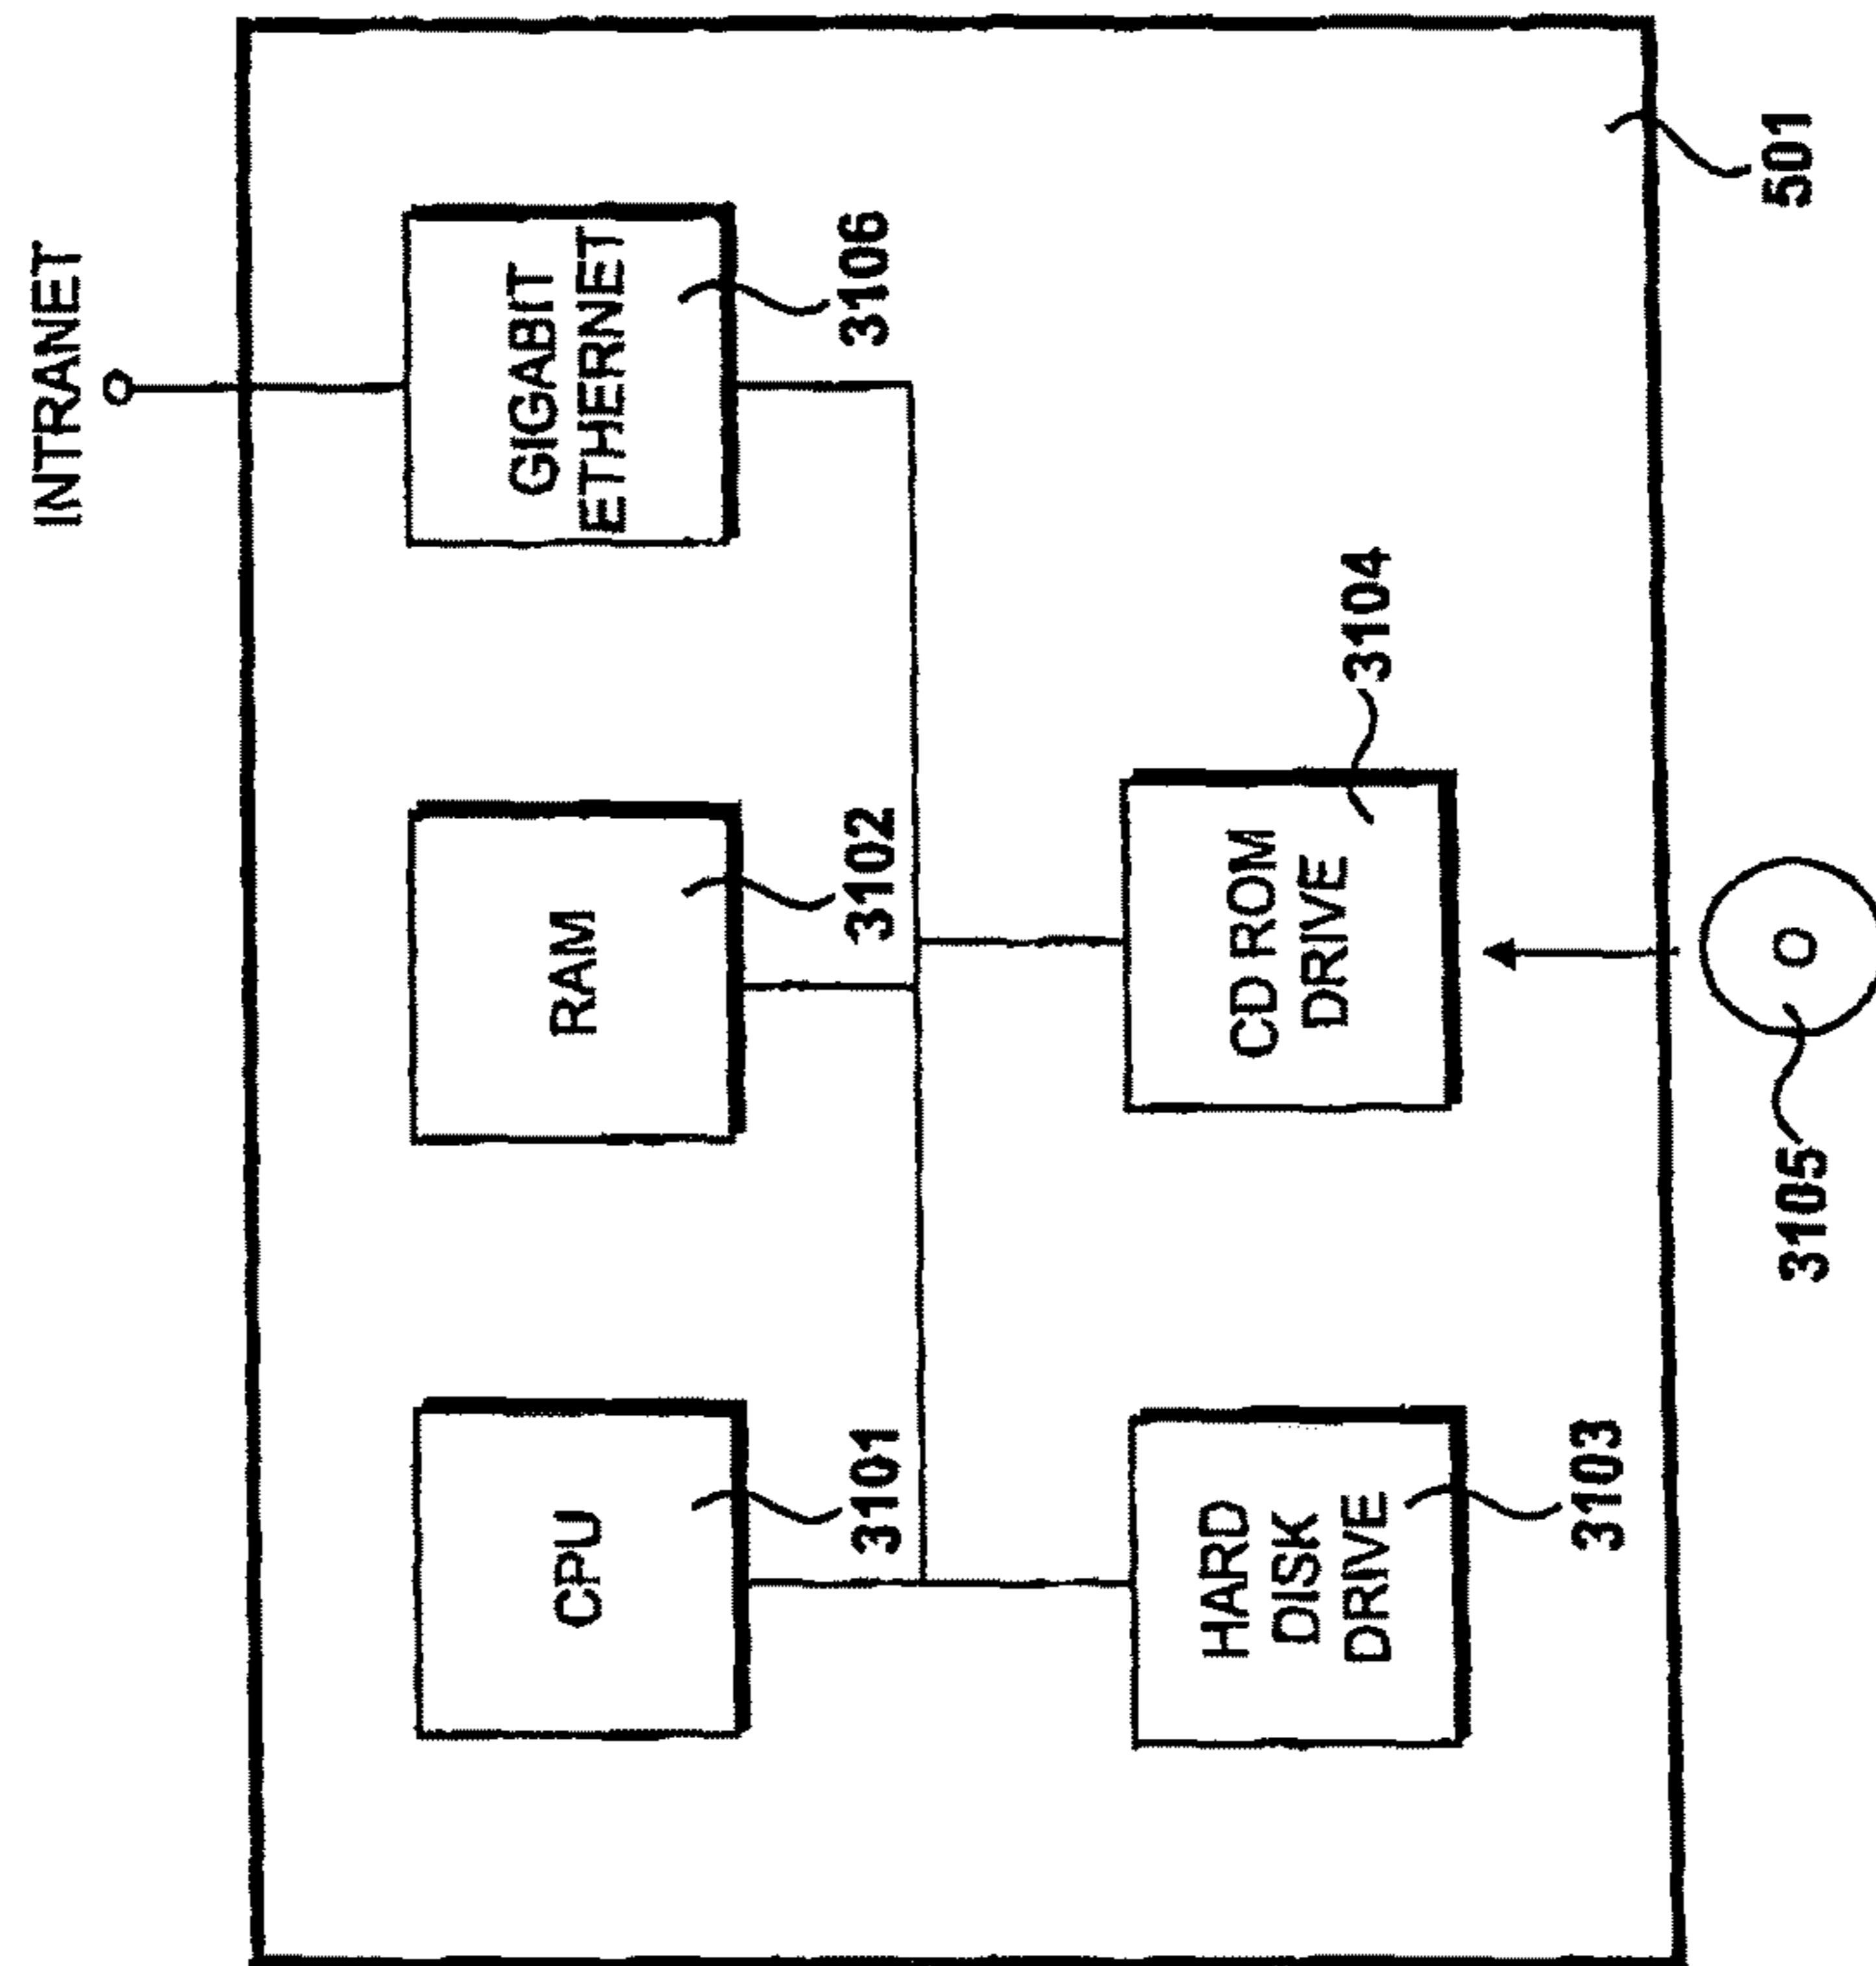 INTRANET
CPU
RAM
GIGABIT
ETHERNET
3101
3102
3106
HARD
DISK
DRIVE
CD ROM
DRIVE
3104
3103
501
3105